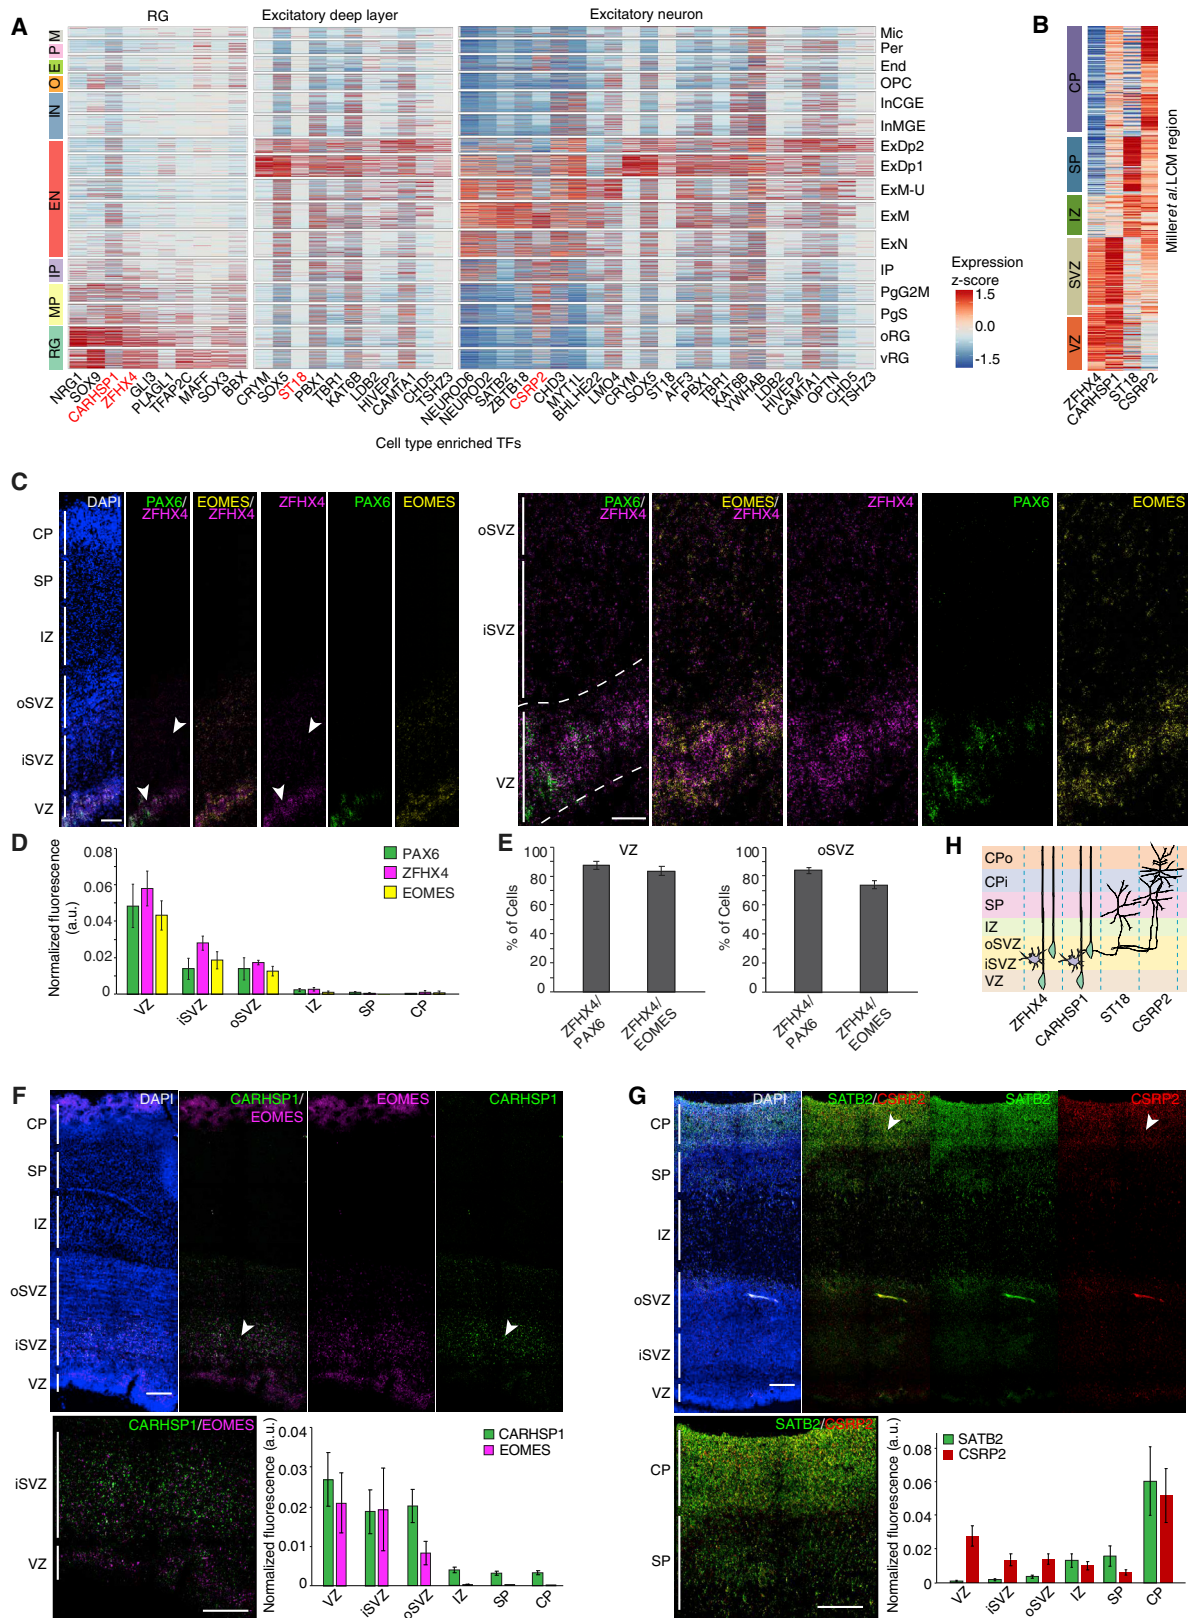 A
RG
Excitatory deep layer
Excitatory neuron
M
P
E
O
IN
EN
IP
MP
RG
Mic
Per
End
OPC
InCGE
InMGE
ExDp2
ExDp1
ExM-U
ExM
ExN
IP
PgG2M
PgS
oRG
vRG
NRG1
SOX9
CARHSP1
ZFHX4
GLI3
PLAGL1
TFAP2C
MAFF
SOX3
BBX
CRYM
SOX5
ST18
PBX1
TBR1
KAT6B
LDB2
HIVEP2
CAMTA1
CHD5
TSHZ3
NEUROD6
NEUROD2
SATB2
ZBTB18
CSRP2
CHD3
MYT1L
BHLHE22
LMO4
CRYM
SOX5
ST18
AFF3
PBX1
TBR1
KAT6B
YWHAB
LDB2
HIVEP2
CAMTA1
OPTN
CHD5
TSHZ3
Cell type enriched TFs
Expression
z-score
1.5
0.0
-1.5
B
CP
SP
IZ
SVZ
VZ
Miller et al. LCM region
ZFHX4
CARHSP1
ST18
CSRP2
C
DAPI
PAX6/
ZFHX4
EOMES/
ZFHX4
ZFHX4
PAX6
EOMES
CP
SP
IZ
oSVZ
iSVZ
VZ
PAX6/
ZFHX4
EOMES/
ZFHX4
ZFHX4
PAX6
EOMES
oSVZ
iSVZ
VZ
D
Normalized fluorescence
(a.u.)
0.08
0.06
0.04
0.02
0
PAX6
ZFHX4
EOMES
VZ
iSVZ
oSVZ
IZ
SP
CP
E
VZ
% of Cells
100
80
60
40
20
0
ZFHX4/
PAX6
ZFHX4/
EOMES
oSVZ
% of Cells
100
80
60
40
20
0
ZFHX4/
PAX6
ZFHX4/
EOMES
H
CPo
CPi
SP
IZ
oSVZ
iSVZ
VZ
ZFHX4
CARHSP1
ST18
CSRP2
F
DAPI
CARHSP1/
EOMES
EOMES
CARHSP1
CP
SP
IZ
oSVZ
iSVZ
VZ
CARHSP1/EOMES
iSVZ
VZ
Normalized fluorescence (a.u.)
0.04
0.03
0.02
0.01
0
CARHSP1
EOMES
VZ
iSVZ
oSVZ
IZ
SP
CP
G
DAPI
SATB2/CSRP2
SATB2
CSRP2
CP
SP
IZ
oSVZ
iSVZ
VZ
SATB2/CSRP2
CP
SP
Normalized fluorescence (a.u.)
0.08
0.06
0.04
0.02
0
SATB2
CSRP2
VZ
iSVZ
oSVZ
IZ
SP
CP